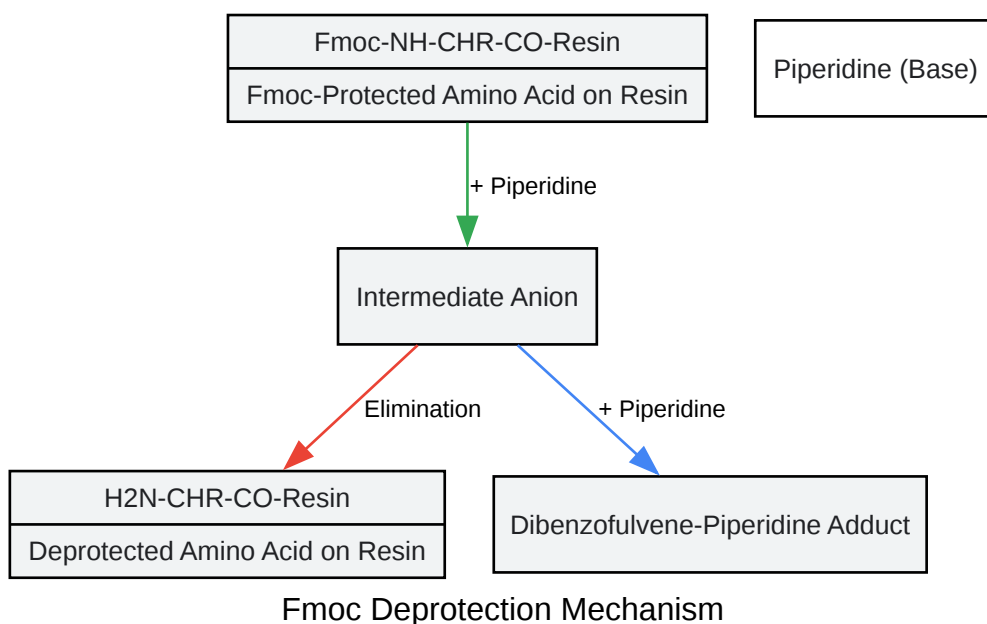 Fmoc-NH-CHR-CO-Resin
Fmoc-Protected Amino Acid on Resin
Piperidine (Base)
+ Piperidine
Intermediate Anion
Elimination
+ Piperidine
H2N-CHR-CO-Resin
Deprotected Amino Acid on Resin
Dibenzofulvene-Piperidine Adduct
Fmoc Deprotection Mechanism